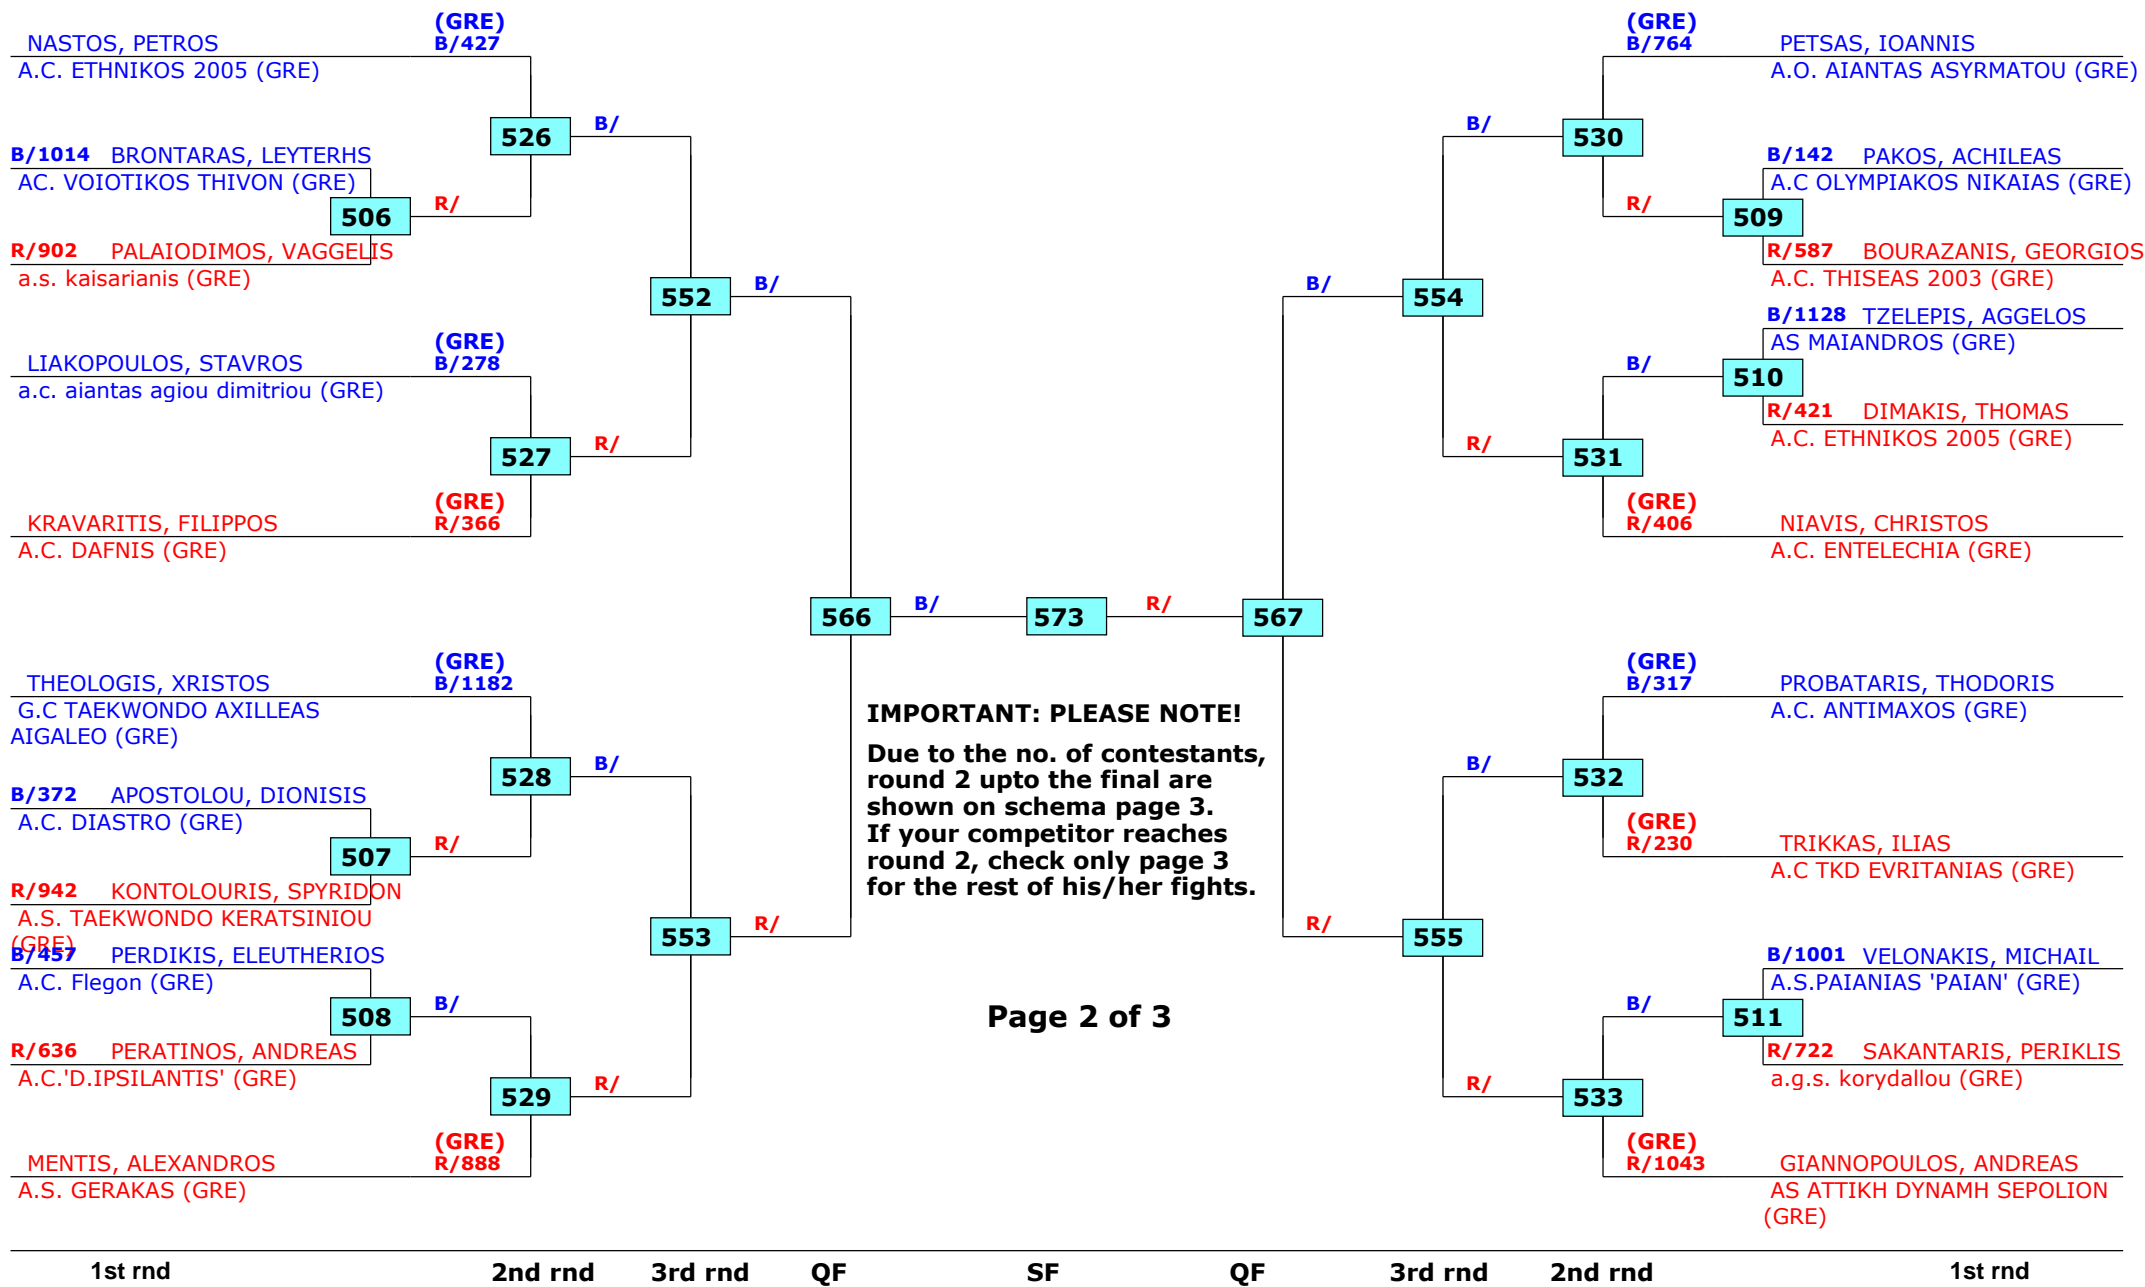 (GRE)
NASTOS, PETROS B/427
A.C. ETHNIKOS 2005 (GRE)
526
B/
B/1014 BRONTARAS, LEYTERHS
AC. VOIOTIKOS THIVON (GRE)
506
R/
R/902 PALAIODIMOS, VAGGELIS
a.s. kaisarianis (GRE)
552
B/
(GRE)
LIAKOPOULOS, STAVROS B/278
a.c. aiantas agiou dimitriou (GRE)
527
R/
(GRE)
KRAVARITIS, FILIPPOS R/366
A.C. DAFNIS (GRE)
566
B/
573
R/
567
(GRE)
THEOLOGIS, XRISTOS B/1182
G.C TAEKWONDO AXILLEAS
AIGALEO (GRE)
528
B/
B/372 APOSTOLOU, DIONISIS
A.C. DIASTRO (GRE)
507
R/
R/942 KONTOLOURIS, SPYRIDON
A.S. TAEKWONDO KERATSINIOU
(GRE)
553
R/
B/457 PERDIKIS, ELEUTHERIOS
A.C. Flegon (GRE)
508
B/
R/636 PERATINOS, ANDREAS
A.C.'D.IPSILANTIS' (GRE)
529
R/
(GRE)
MENTIS, ALEXANDROS R/888
A.S. GERAKAS (GRE)
IMPORTANT: PLEASE NOTE!
Due to the no. of contestants,
round 2 upto the final are
shown on schema page 3.
If your competitor reaches
round 2, check only page 3
for the rest of his/her fights.
Page 2 of 3
(GRE)
B/764 PETSAS, IOANNIS
A.O. AIANTAS ASYRMATOU (GRE)
B/
530
B/142 PAKOS, ACHILEAS
A.C OLYMPIAKOS NIKAIAS (GRE)
R/
509
R/587 BOURAZANIS, GEORGIOS
A.C. THISEAS 2003 (GRE)
B/
554
B/1128 TZELEPIS, AGGELOS
AS MAIANDROS (GRE)
B/
510
R/421 DIMAKIS, THOMAS
A.C. ETHNIKOS 2005 (GRE)
R/
531
(GRE)
R/406 NIAVIS, CHRISTOS
A.C. ENTELECHIA (GRE)
(GRE)
B/317 PROBATARIS, THODORIS
A.C. ANTIMAXOS (GRE)
B/
532
(GRE)
R/230 TRIKKAS, ILIAS
A.C TKD EVRITANIAS (GRE)
R/
555
B/1001 VELONAKIS, MICHAIL
A.S.PAIANIAS 'PAIAN' (GRE)
B/
511
R/722 SAKANTARIS, PERIKLIS
a.g.s. korydallou (GRE)
R/
533
(GRE)
R/1043 GIANNOPOULOS, ANDREAS
AS ATTIKH DYNAMH SEPOLION
(GRE)
1st rnd 2nd rnd 3rd rnd QF SF QF 3rd rnd 2nd rnd 1st rnd